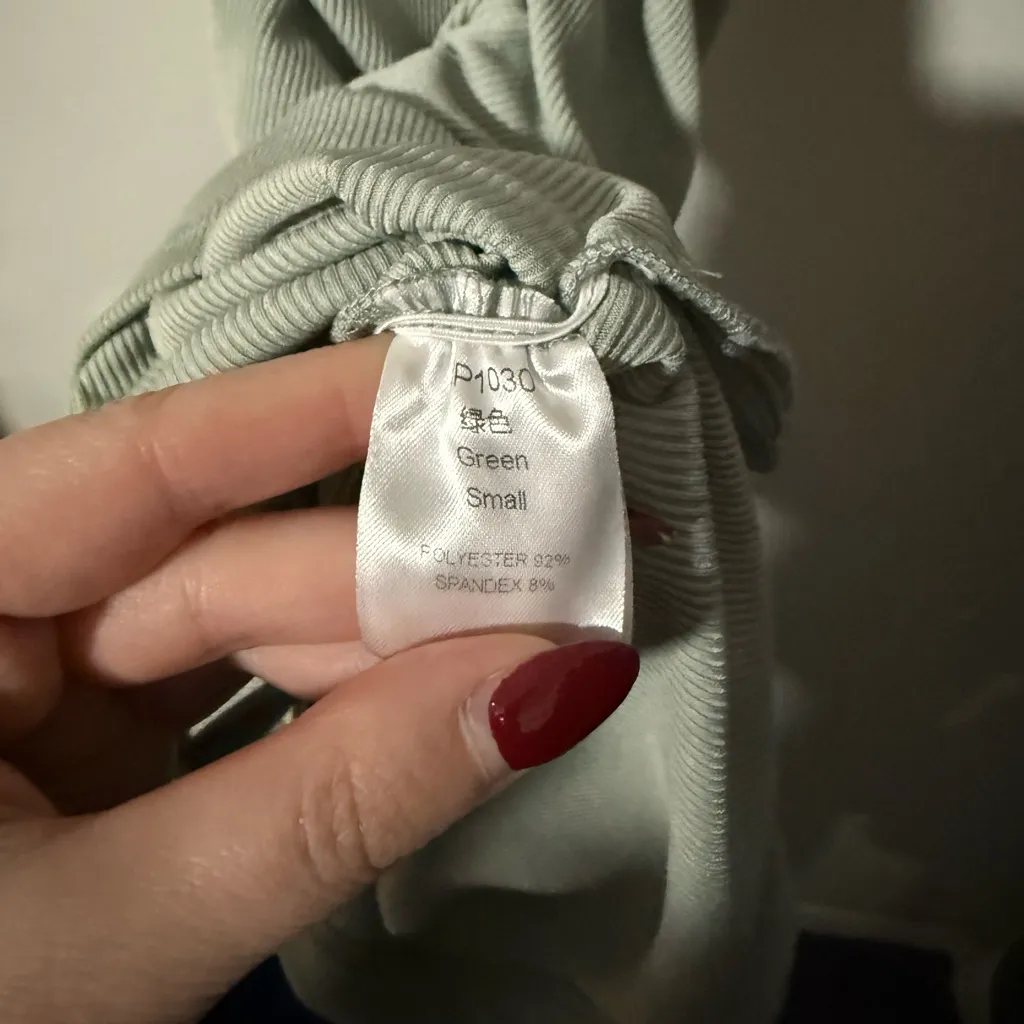 P1030
绿色
Green
Small
POLYESTER 92%
SPANDEX 8%